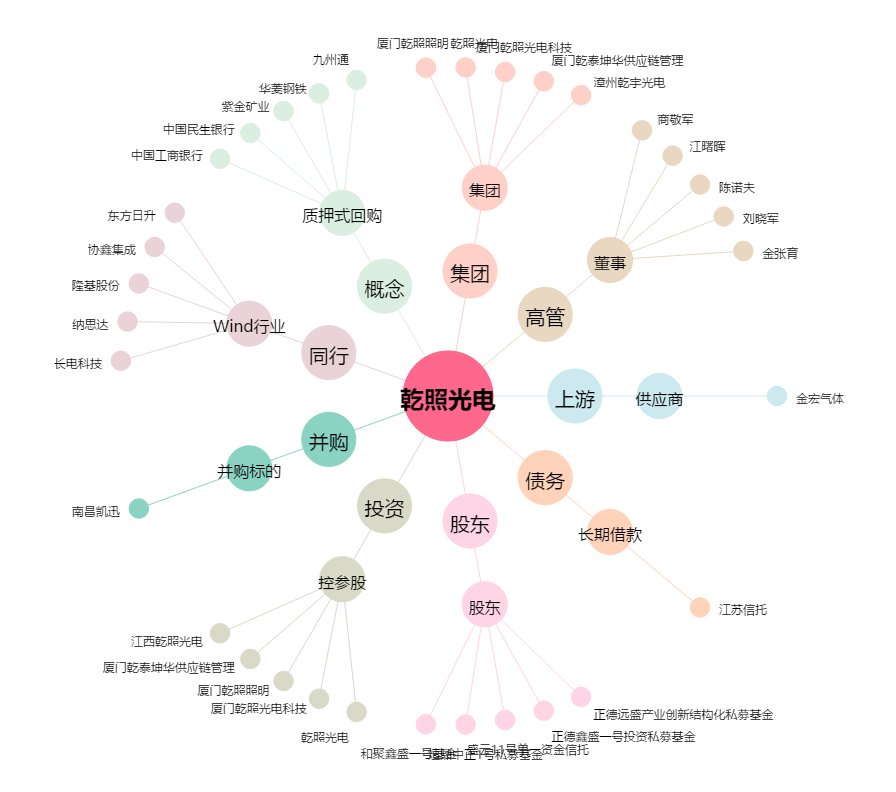 厦门乾照照明
乾照光电
厦门乾照光电科技
厦门乾泰坤华供应链管理
漳州乾宇光电
集团
集团
九州通
华菱钢铁
紫金矿业
中国民生银行
中国工商银行
质押式回购
概念
商敬军
江曙晖
陈诺夫
刘晓军
金张育
董事
高管
东方日升
协鑫集成
隆基股份
纳思达
长电科技
Wind行业
同行
乾照光电
上游
供应商
金宏气体
并购
并购标的
南昌凯迅
债务
长期借款
江苏信托
投资
控参股
江西乾照光电
厦门乾泰坤华供应链管理
厦门乾照照明
厦门乾照光电科技
乾照光电
股东
股东
正德远盛产业创新结构化私募基金
正德鑫盛一号投资私募基金
和聚鑫盛一号基金